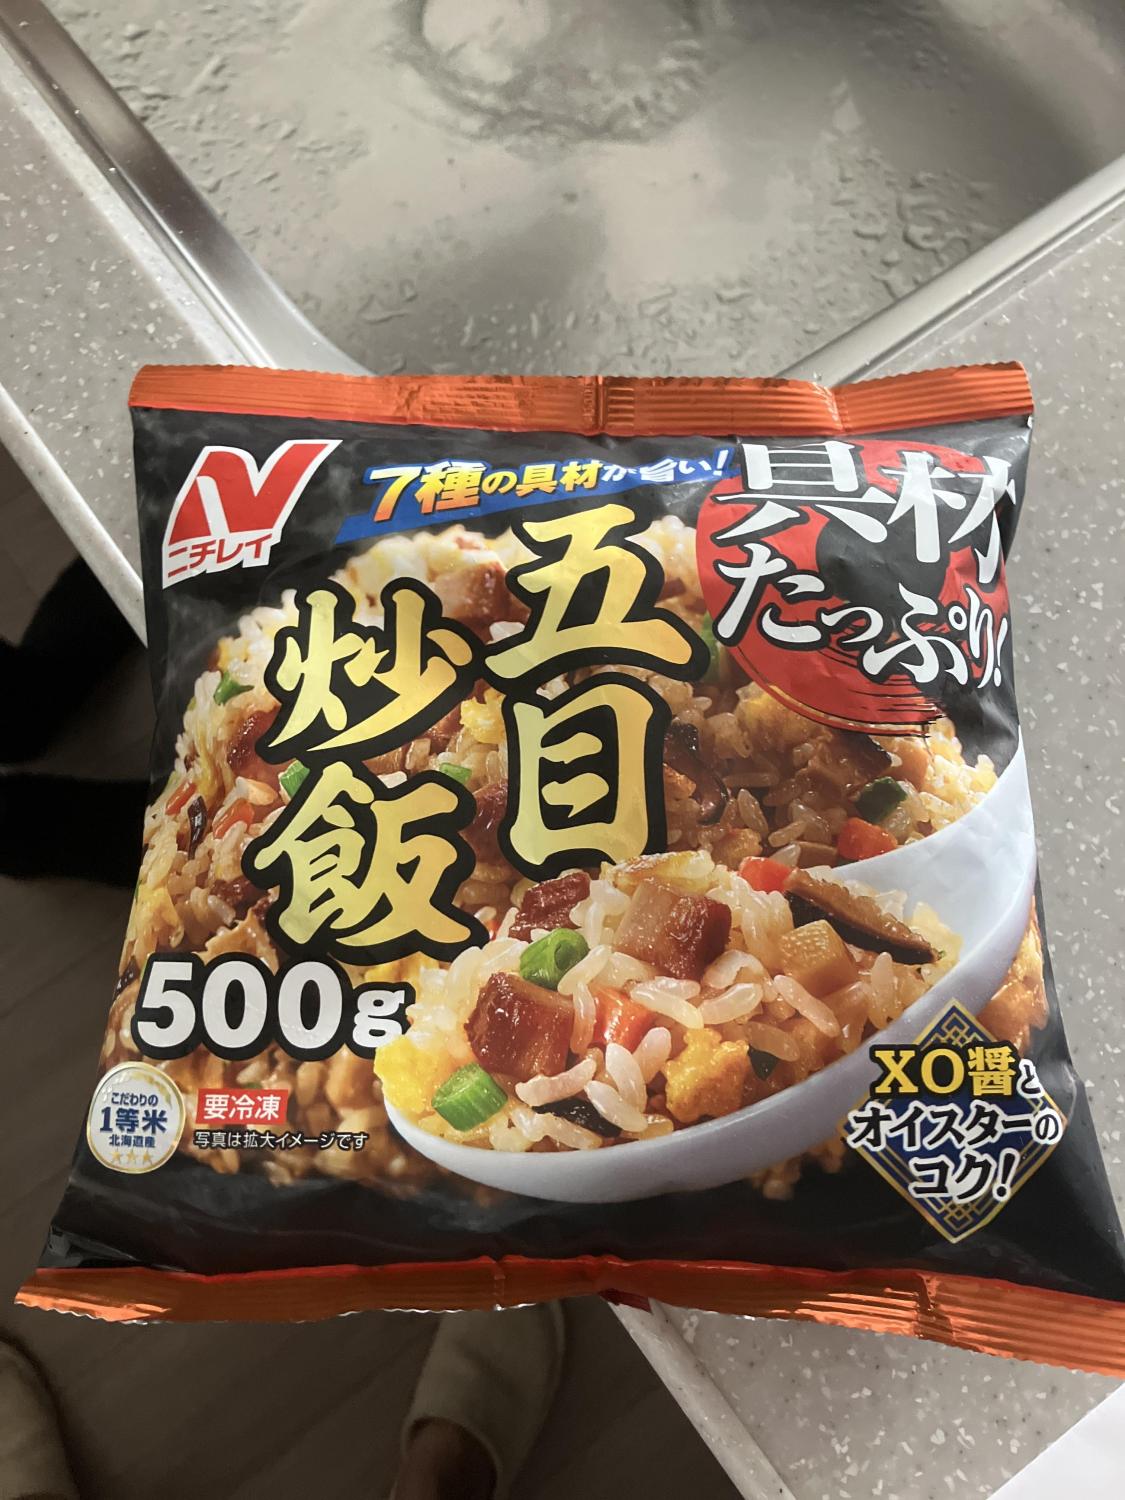 ニチレイ
7種の具材が旨い!
具材
たっぷり!
五目
炒飯
500g
こだわりの
1等米
北海道産
要冷凍
写真は拡大イメージです
XO醤と
オイスターの
コク!